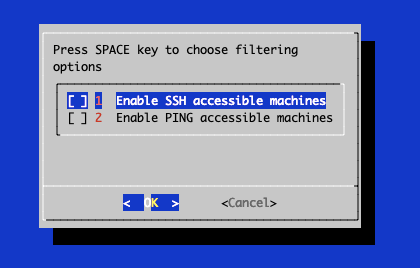 Press SPACE key to choose filtering
options
[ ] 1 Enable SSH accessible machines
[ ] 2 Enable PING accessible machines
< OK > <Cancel>